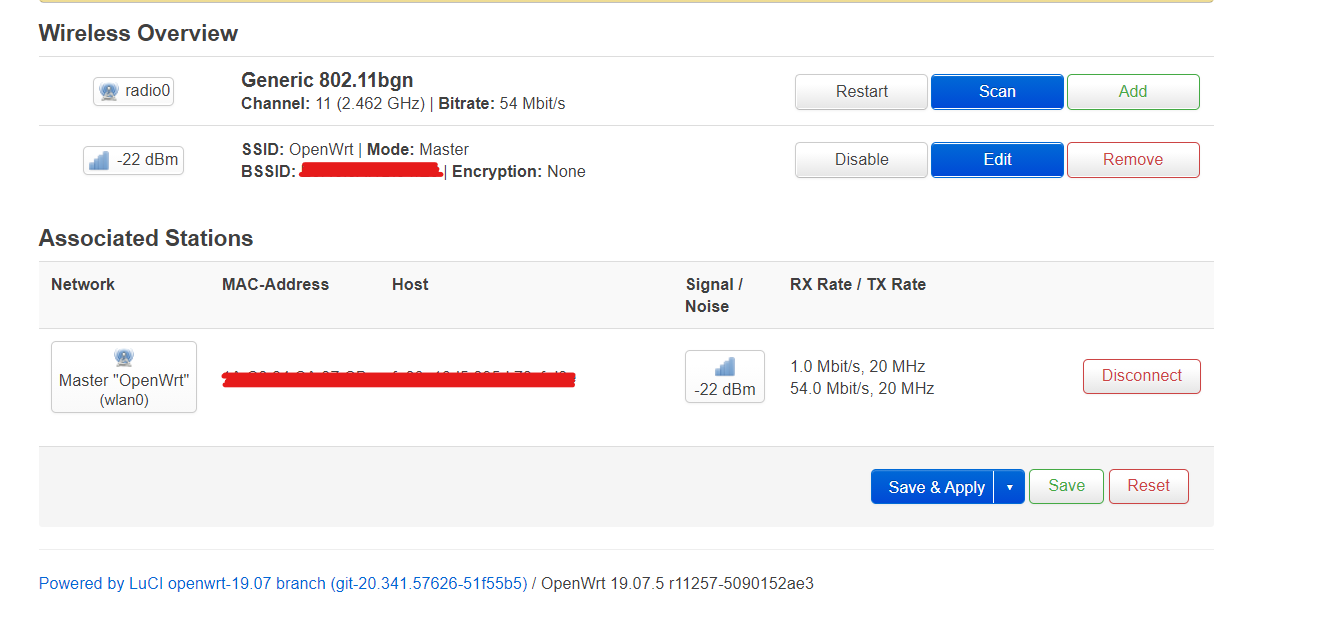 Wireless Overview
radio0
Generic 802.11bgn
Channel: 11 (2.462 GHz) | Bitrate: 54 Mbit/s
Restart
Scan
Add
-22 dBm
SSID: OpenWrt | Mode: Master
BSSID: | Encryption: None
Disable
Edit
Remove
Associated Stations
Network
MAC-Address
Host
Signal /
Noise
RX Rate / TX Rate
Master "OpenWrt"
(wlan0)
-22 dBm
1.0 Mbit/s, 20 MHz
54.0 Mbit/s, 20 MHz
Disconnect
Save & Apply
Save
Reset
Powered by LuCI openwrt-19.07 branch (git-20.341.57626-51f55b5) / OpenWrt 19.07.5 r11257-5090152ae3